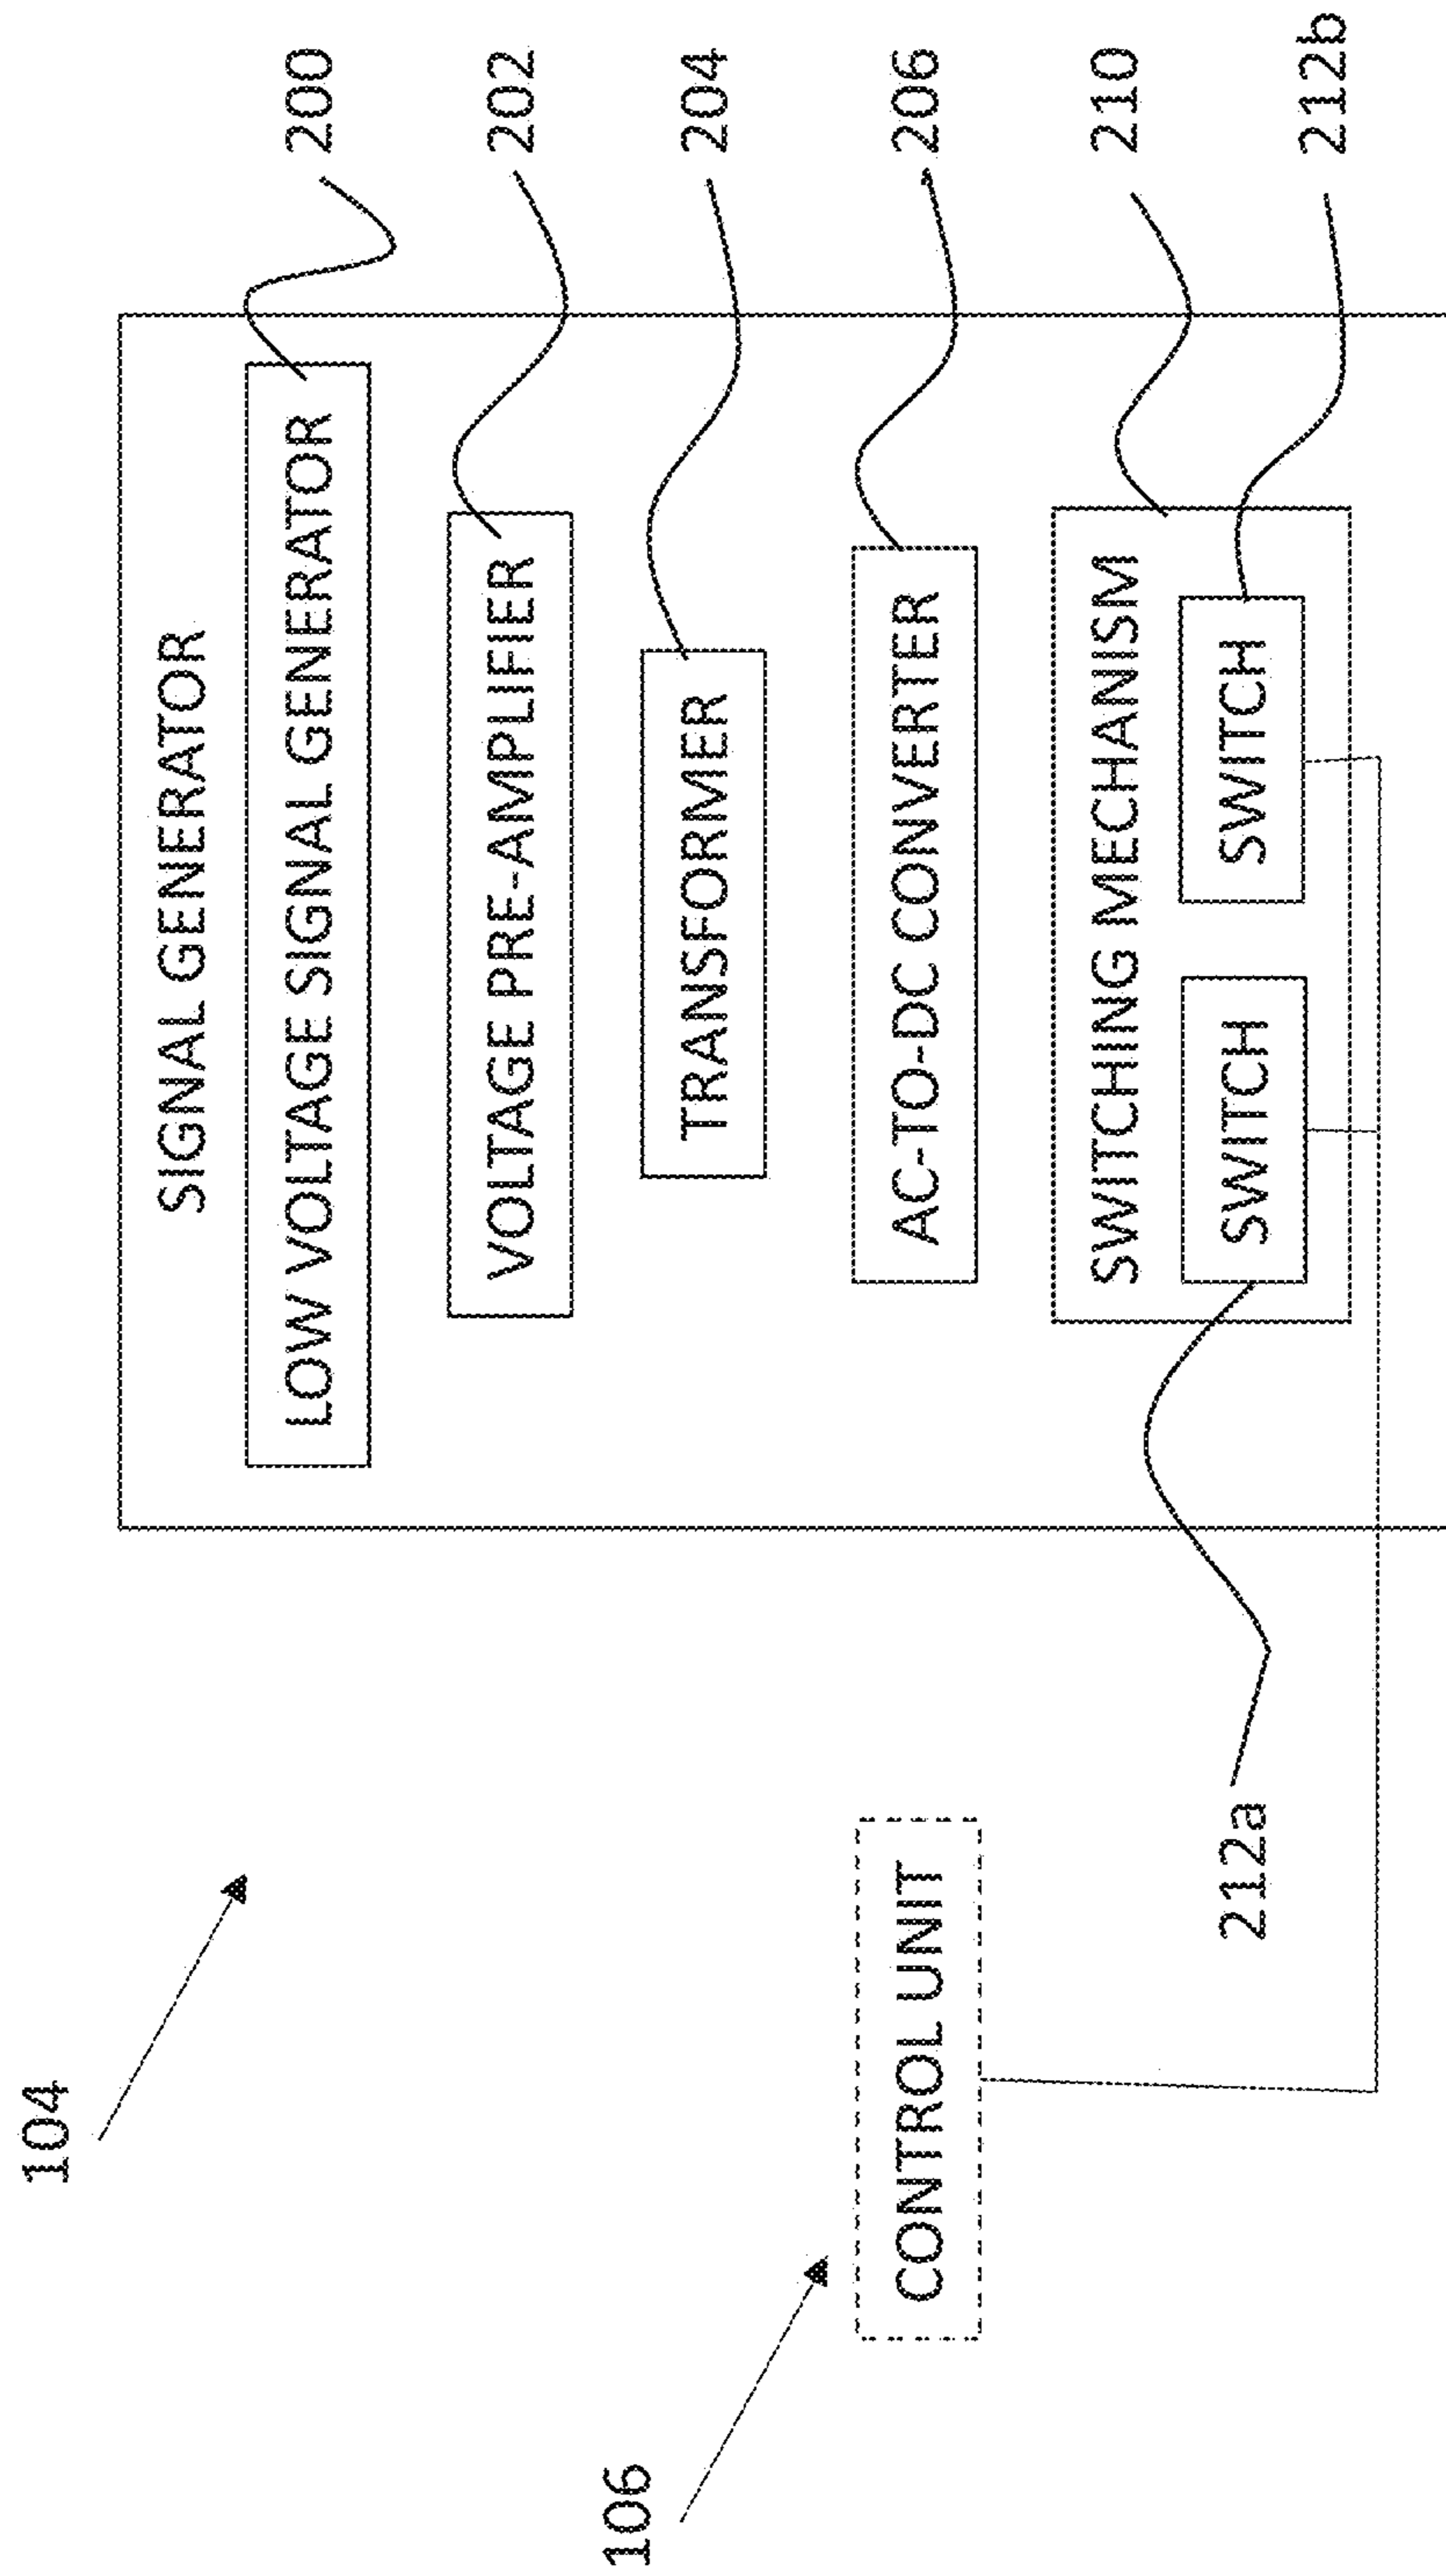 104
SIGNAL GENERATOR
LOW VOLTAGE SIGNAL GENERATOR
200
VOLTAGE PRE-AMPLIFIER
202
TRANSFORMER
204
106
CONTROL UNIT
AC-TO-DC CONVERTER
206
SWITCHING MECHANISM
210
212a
SWITCH
SWITCH
212b